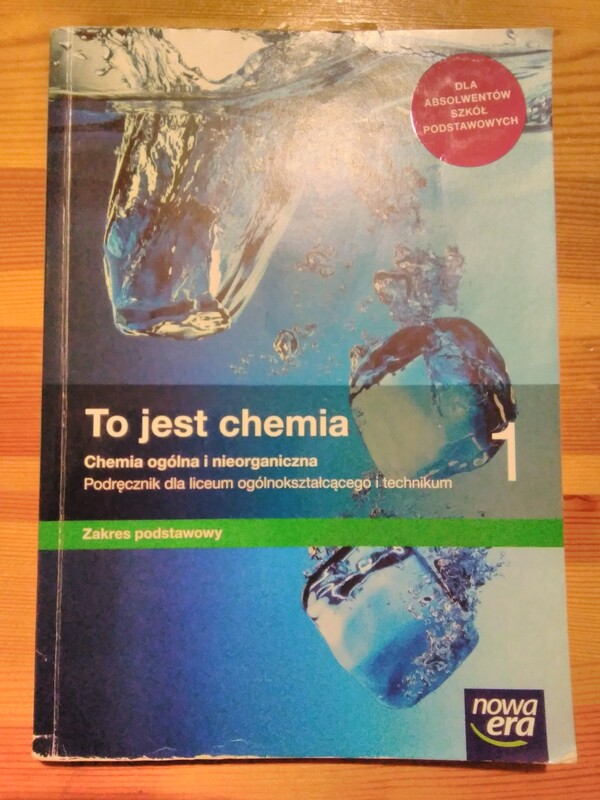 DLA
ABSOLWENTÓW
SZKÓŁ
PODSTAWOWYCH
To jest chemia
1
Chemia ogólna i nieorganiczna
Podręcznik dla liceum ogólnokształcącego i technikum
Zakres podstawowy
nowa
era